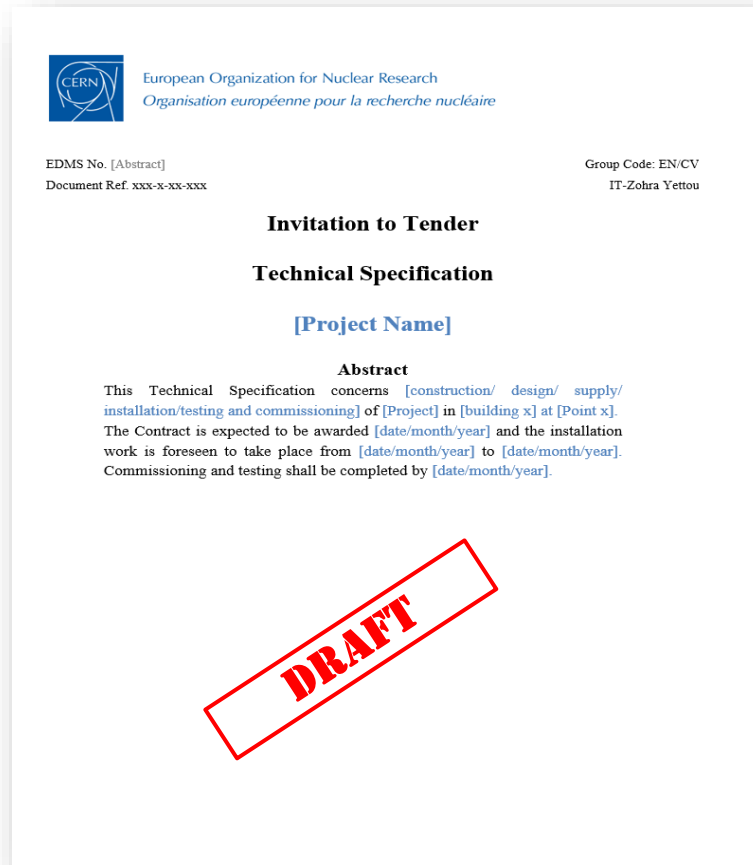 CERN
European Organization for Nuclear Research
Organisation européenne pour la recherche nucléaire
EDMS No. [Abstract]
Group Code: EN/CV
Document Ref. xxx-x-xx-xxx
IT-Zohra Yettou
Invitation to Tender
Technical Specification
[Project Name]
Abstract
This Technical Specification concerns [construction/ design/ supply/
installation/testing and commissioning] of [Project] in [building x] at [Point x].
The Contract is expected to be awarded [date/month/year] and the installation
work is foreseen to take place from [date/month/year] to [date/month/year].
Commissioning and testing shall be completed by [date/month/year].
DRAFT